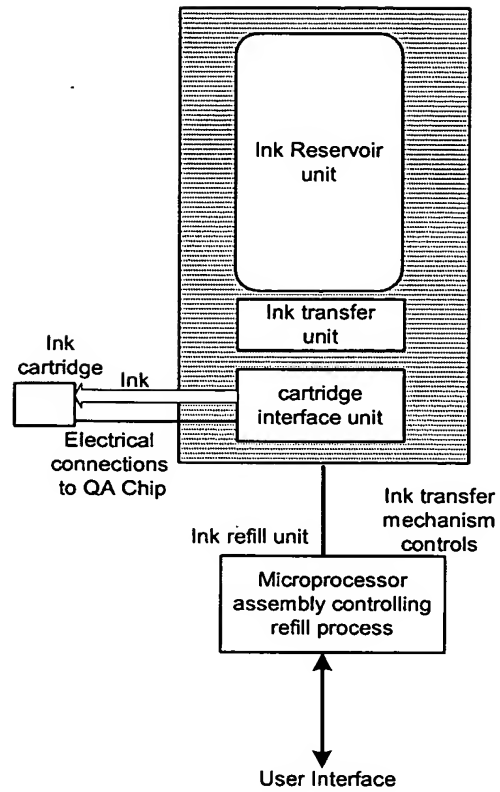 Ink Reservoir
unit
Ink transfer
unit
Ink
cartridge
Ink
cartridge
interface unit
Electrical
connections
to QA Chip
Ink refill unit
Ink transfer
mechanism
controls
Microprocessor
assembly controlling
refill process
User Interface